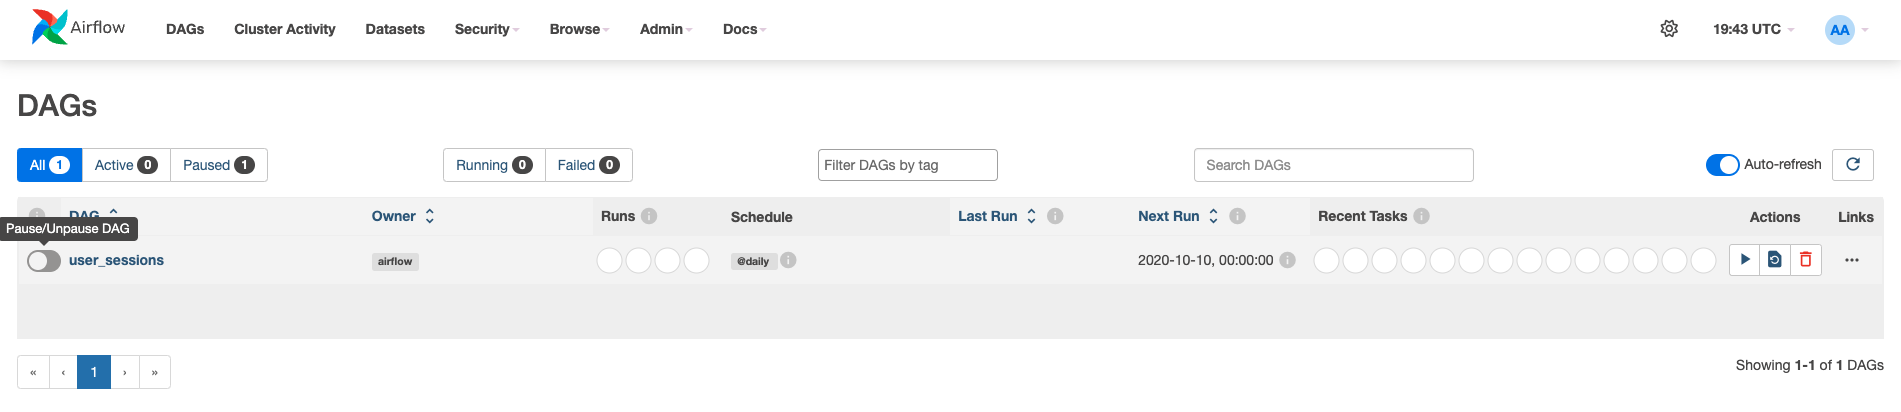 Airflow DAGs Cluster Activity Datasets Security Browse Admin Docs 19:43 UTC AA
DAGs
All 1 Active 0 Paused 1 Running 0 Failed 0 Filter DAGs by tag Search DAGs Auto-refresh
i DAG Owner Runs i Schedule Last Run i Next Run i Recent Tasks i Actions Links
Pause/Unpause DAG
user_sessions airflow @daily i 2020-10-10, 00:00:00 i ...
« ‹ 1 › » Showing 1-1 of 1 DAGs